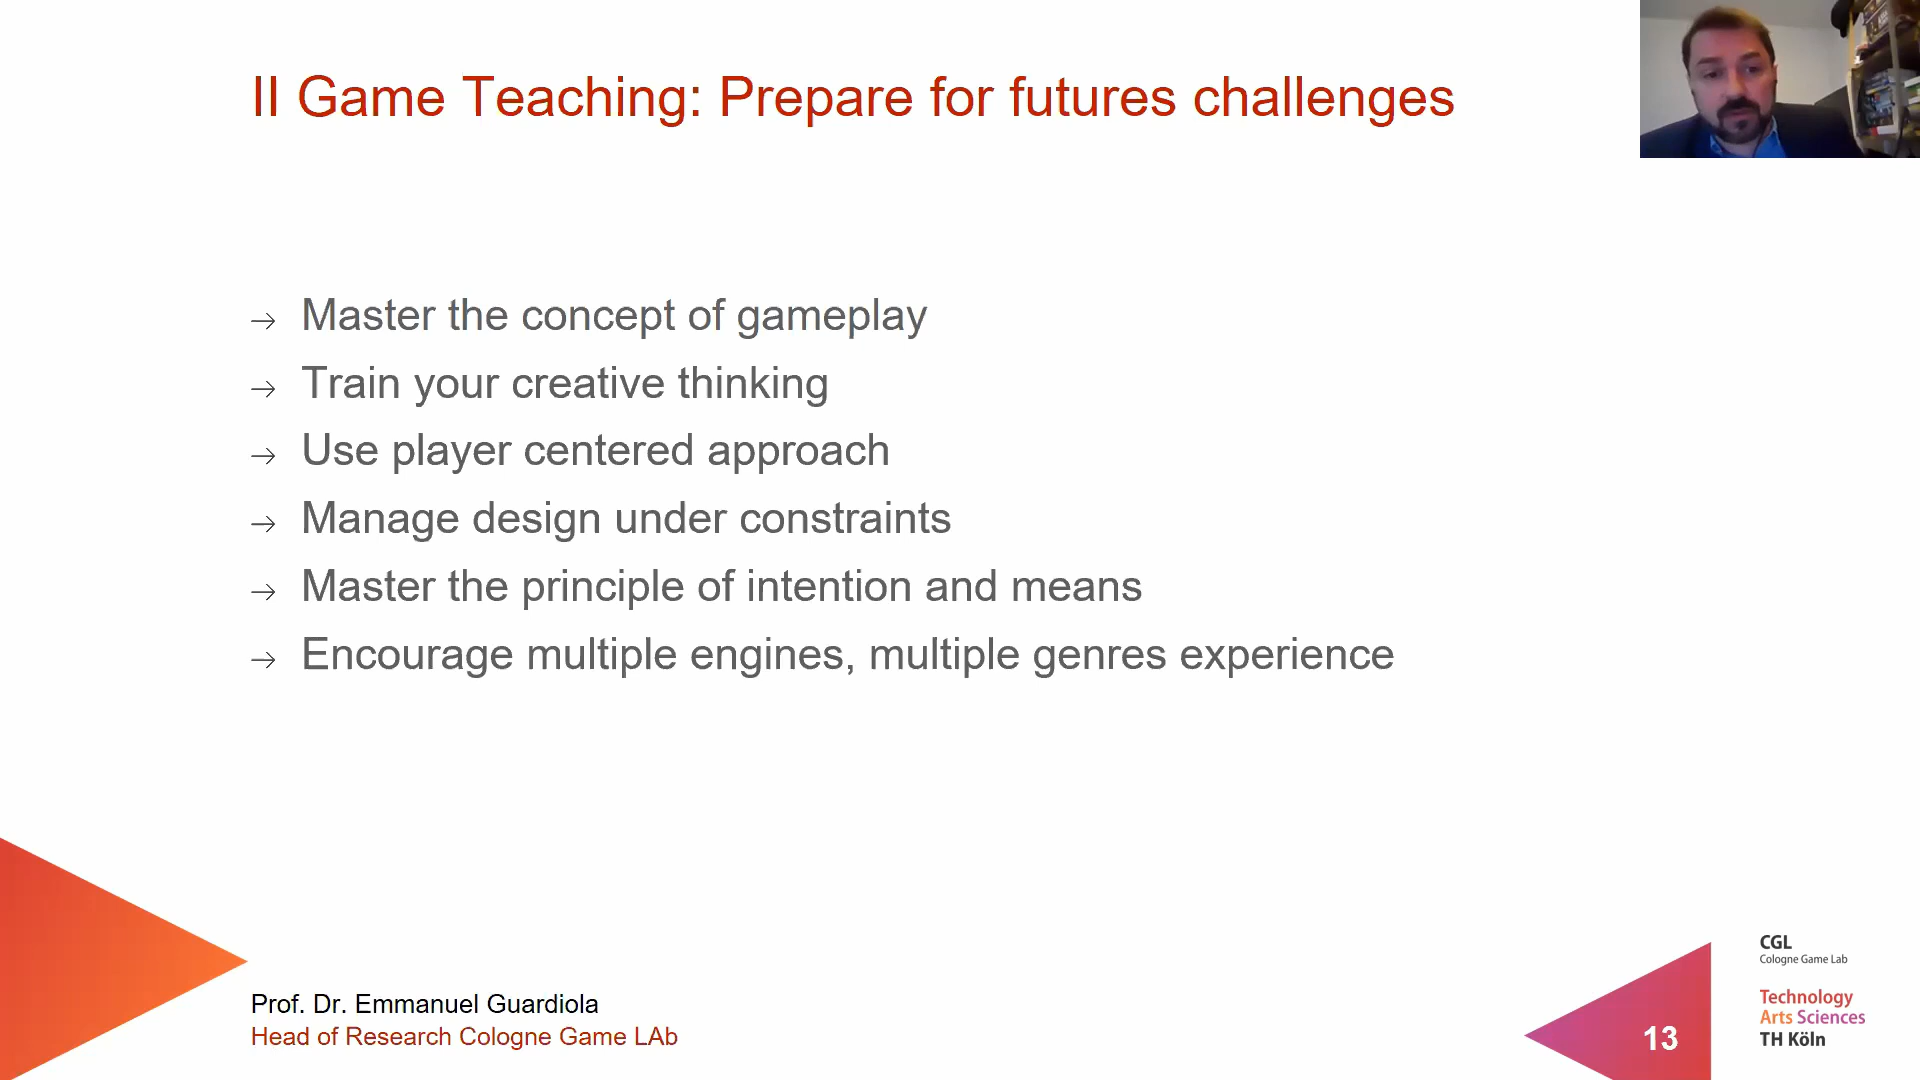 II Game Teaching: Prepare for futures challenges
→ Master the concept of gameplay
→ Train your creative thinking
→ Use player centered approach
→ Manage design under constraints
→ Master the principle of intention and means
→ Encourage multiple engines, multiple genres experience
Prof. Dr. Emmanuel Guardiola
Head of Research Cologne Game LAb
13
CGL
Cologne Game Lab
Technology
Arts Sciences
TH Köln